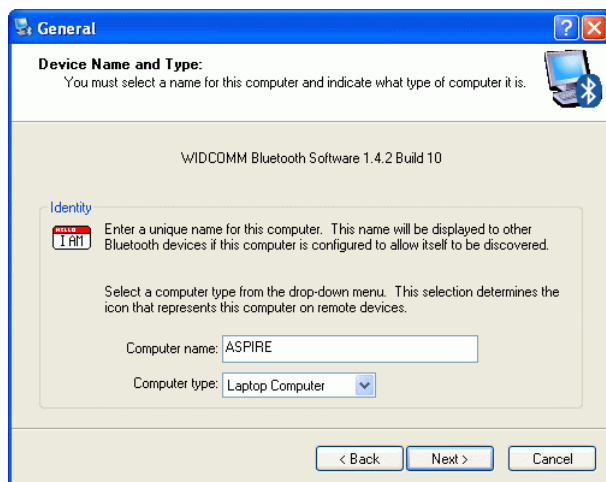 General
Device Name and Type:
You must select a name for this computer and indicate what type of computer it is.
WIDCOMM Bluetooth Software 1.4.2 Build 10
Identity
HELLO
I AM
Enter a unique name for this computer. This name will be displayed to other
Bluetooth devices if this computer is configured to allow itself to be discovered.
Select a computer type from the drop-down menu. This selection determines the
icon that represents this computer on remote devices.
Computer name: ASPIRE
Computer type: Laptop Computer
< Back Next > Cancel